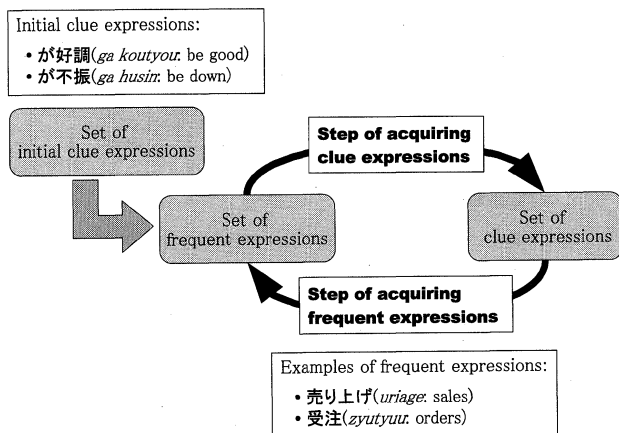 Initial clue expressions:
• が好調(ga koutyou: be good)
• が不振(ga husin: be down)
Set of
initial clue expressions
Step of acquiring
clue expressions
Set of
frequent expressions
Set of
clue expressions
Step of acquiring
frequent expressions
Examples of frequent expressions:
• 売り上げ(uriage: sales)
• 受注(zyutyuu: orders)